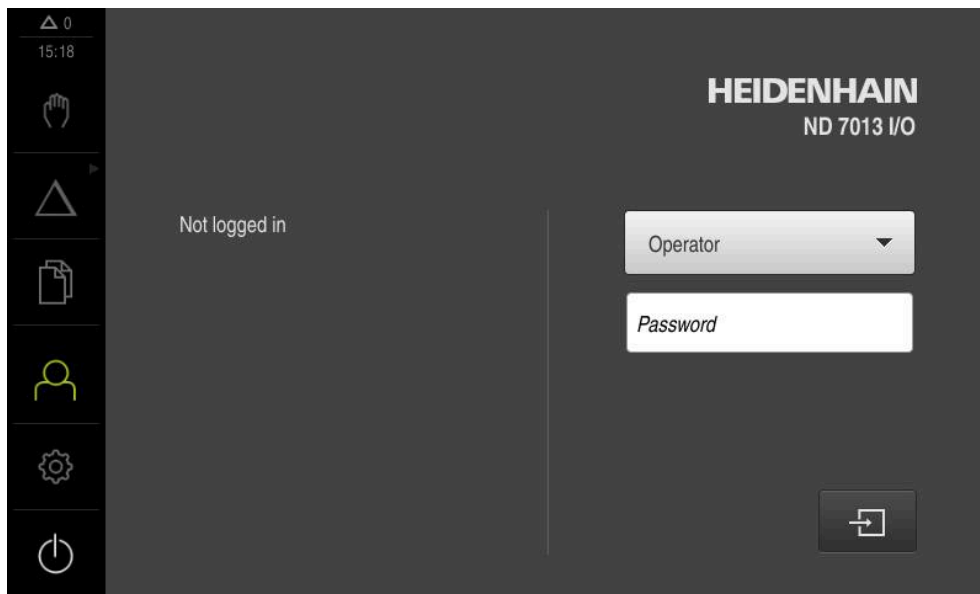 0
15:18
HEIDENHAIN
ND 7013 I/O
Not logged in
Operator
Password